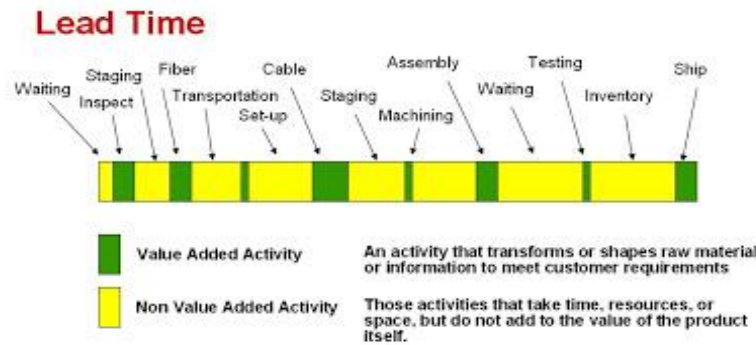 Lead Time
Waiting
Inspect
Staging
Fiber
Transportation
Set-up
Cable
Staging
Machining
Assembly
Waiting
Testing
Inventory
Ship
Value Added Activity
An activity that transforms or shapes raw material
or information to meet customer requirements
Non Value Added Activity
Those activities that take time, resources, or
space, but do not add to the value of the product
itself.